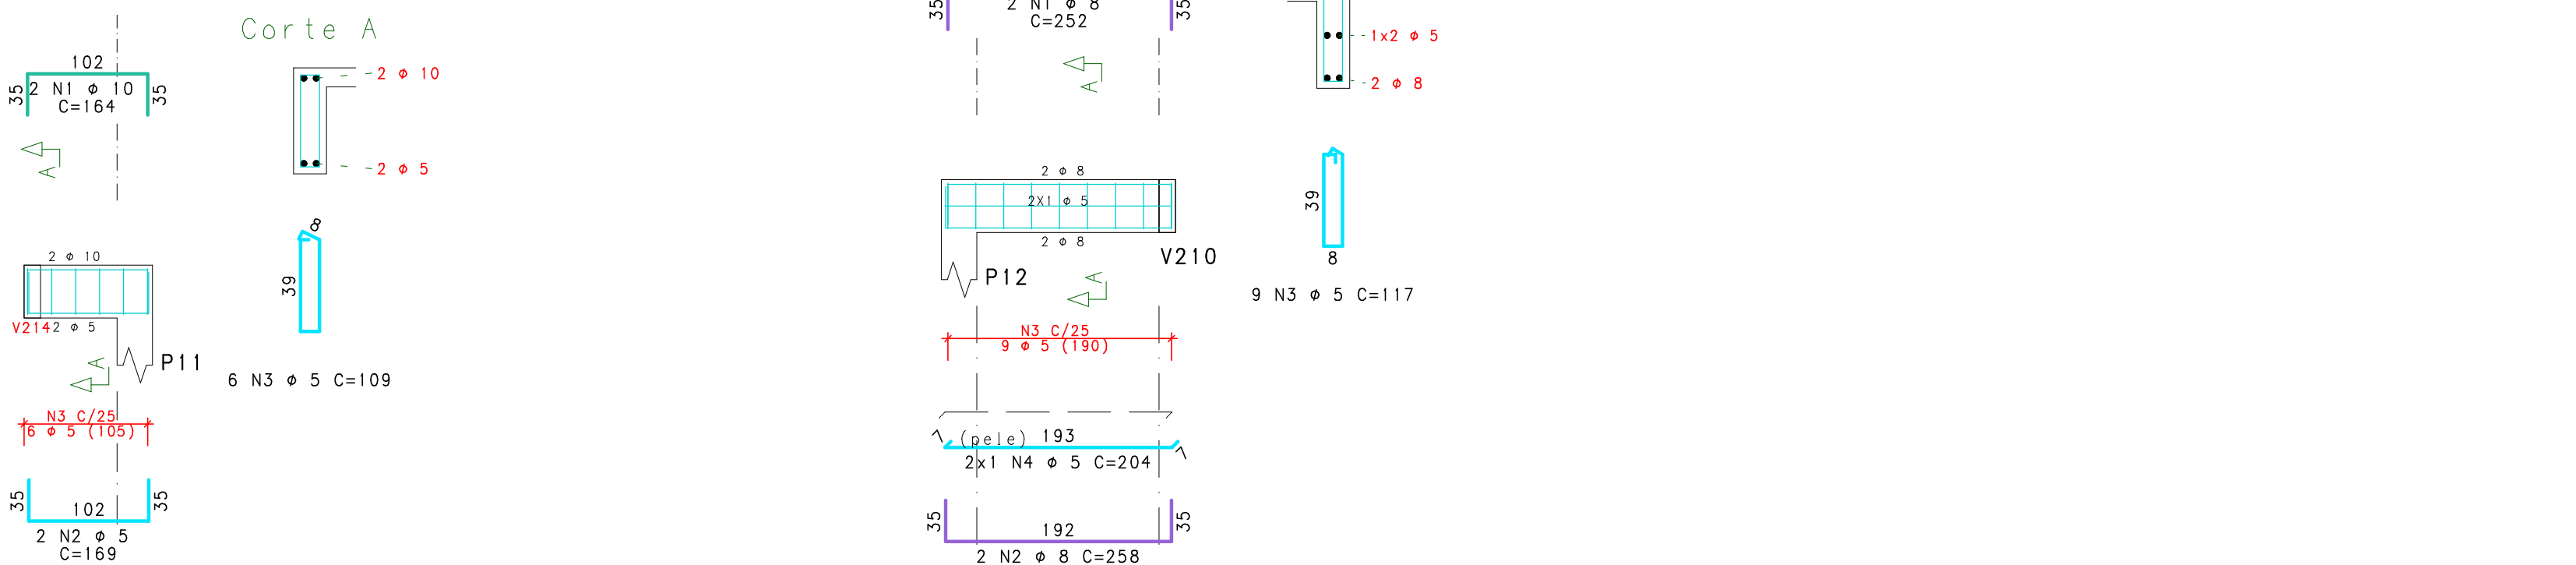 Corte A
102
35
2 N1 φ 10
35
C=164
A
2 φ 10
2 φ 5
8
39
6 N3 φ 5 C=109
2 φ 10
V214
2 φ 5
P11
A
N3 C/25
6 φ 5 (105)
35
102
35
2 N2 φ 5
C=169
35
2 N1 φ 8
35
C=252
A
2 φ 8
2X1 φ 5
2 φ 8
P12
V210
A
N3 C/25
9 φ 5 (190)
7
(pele)
193
7
2x1 N4 φ 5 C=204
35
192
35
2 N2 φ 8 C=258
1x2 φ 5
2 φ 8
39
8
9 N3 φ 5 C=117